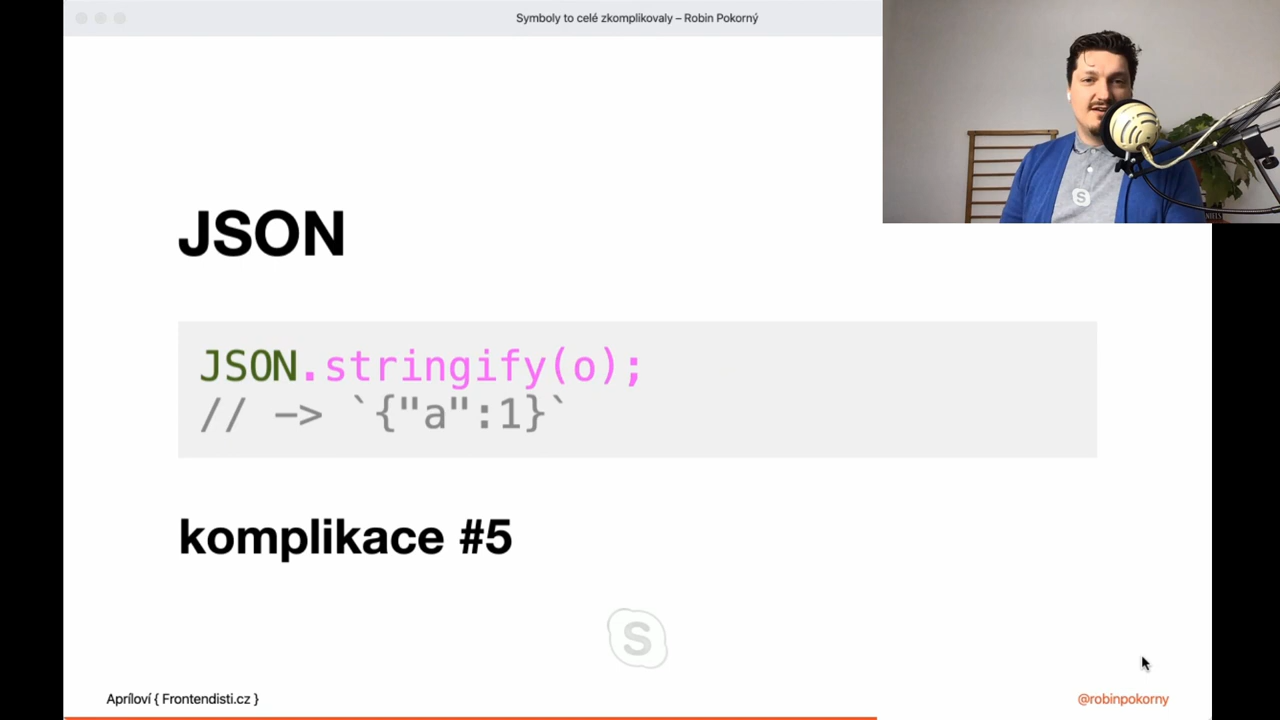 Symboly to celé zkomplikovaly – Robin Pokorný
JSON
JSON.stringify(o);
// –> `{"a":1}`
komplikace #5
S
S
Apríloví { Frontendisti.cz }
@robinpokorny